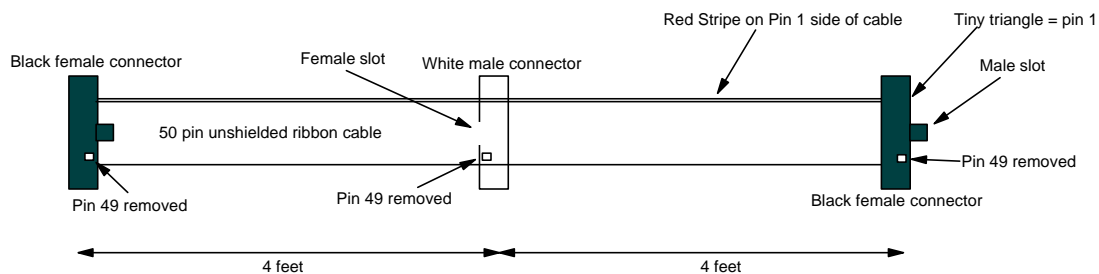 Red Stripe on Pin 1 side of cable
Tiny triangle = pin 1
Black female connector
Female slot
White male connector
Male slot
50 pin unshielded ribbon cable
Pin 49 removed
Pin 49 removed
Pin 49 removed
Black female connector
4 feet
4 feet